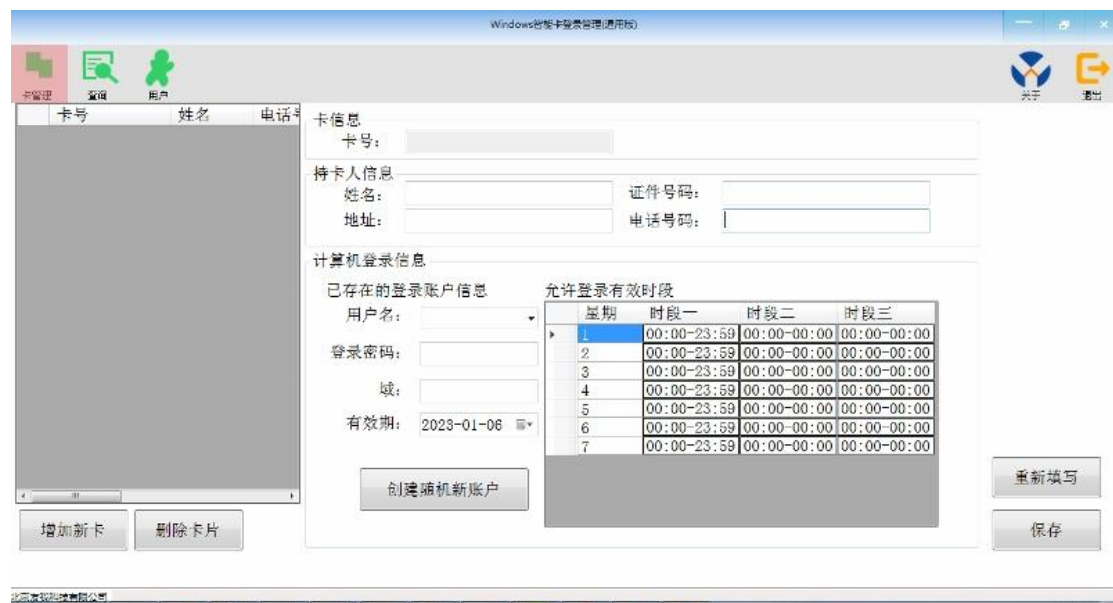 Windows智能卡登录管理(通用版)
卡管理 查询 用户 关于 退出
卡号 姓名 电话号
卡信息
卡号:
持卡人信息
姓名: 证件号码:
地址: 电话号码:
计算机登录信息
已存在的登录账户信息 允许登录有效时段
用户名:
登录密码:
域:
有效期: 2023-01-06
星期 时段一 时段二 时段三
1 00:00-23:59 00:00-00:00 00:00-00:00
2 00:00-23:59 00:00-00:00 00:00-00:00
3 00:00-23:59 00:00-00:00 00:00-00:00
4 00:00-23:59 00:00-00:00 00:00-00:00
5 00:00-23:59 00:00-00:00 00:00-00:00
6 00:00-23:59 00:00-00:00 00:00-00:00
7 00:00-23:59 00:00-00:00 00:00-00:00
创建随机新账户
重新填写
增加新卡 删除卡片 保存
科技有限公司